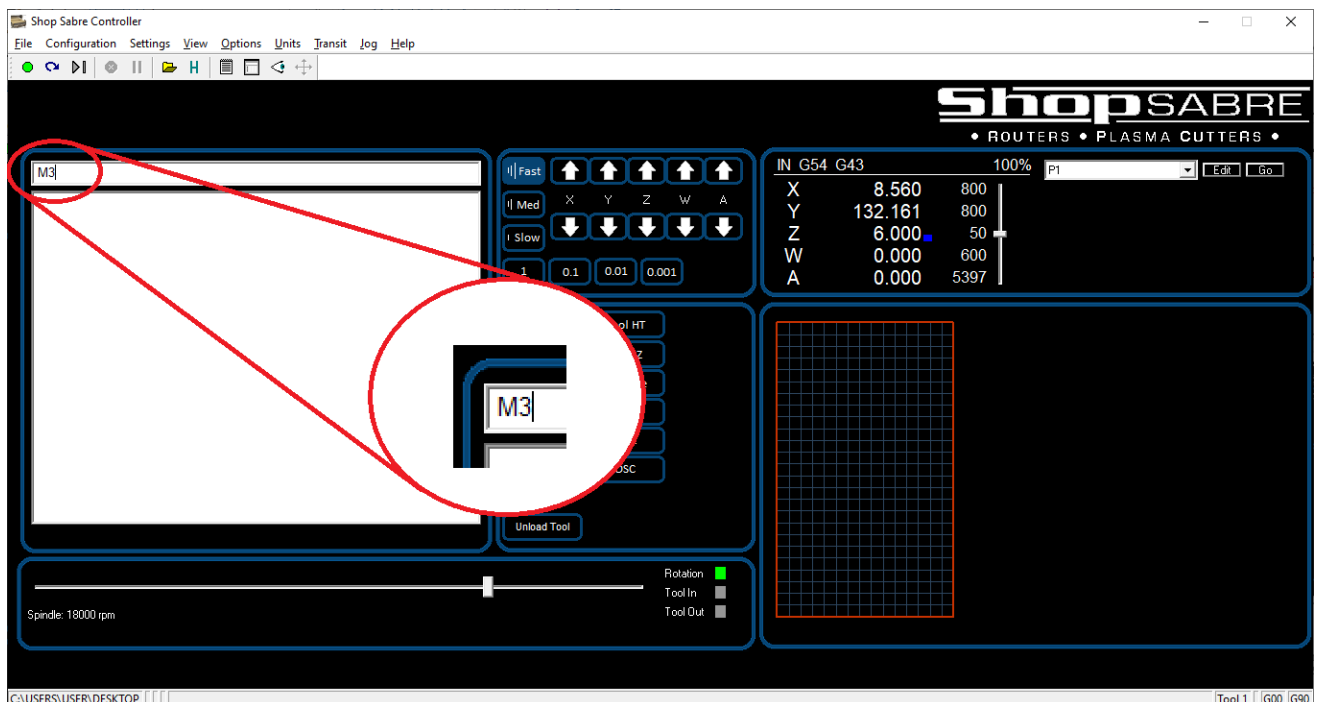 Shop Sabre Controller
File Configuration Settings View Options Units Transit Jog Help
H
ShopSABRE
• ROUTERS • PLASMA CUTTERS •
M3
Fast
Med
Slow
X Y Z W A
1 0.1 0.01 0.001
IN G54 G43 100%
P1 Edit Go
X 8.560 800
Y 132.161 800
Z 6.000 50
W 0.000 600
A 0.000 5397
HT
Z
M3
OSC
Unload Tool
Rotation
Tool In
Tool Out
Spindle: 18000 rpm
C:\USERS\USER\DESKTOP
Tool 1 G00 G90